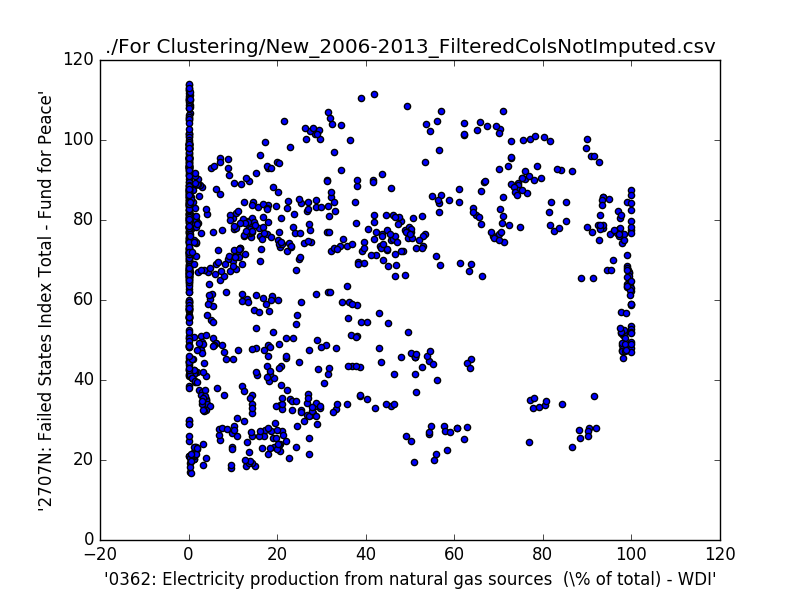 ./For Clustering/New_2006-2013_FilteredColsNotImputed.csv
120
100
80
60
40
20
0
'2707N: Failed States Index Total - Fund for Peace'
−20 0 20 40 60 80 100 120
'0362: Electricity production from natural gas sources  (\% of total) - WDI'